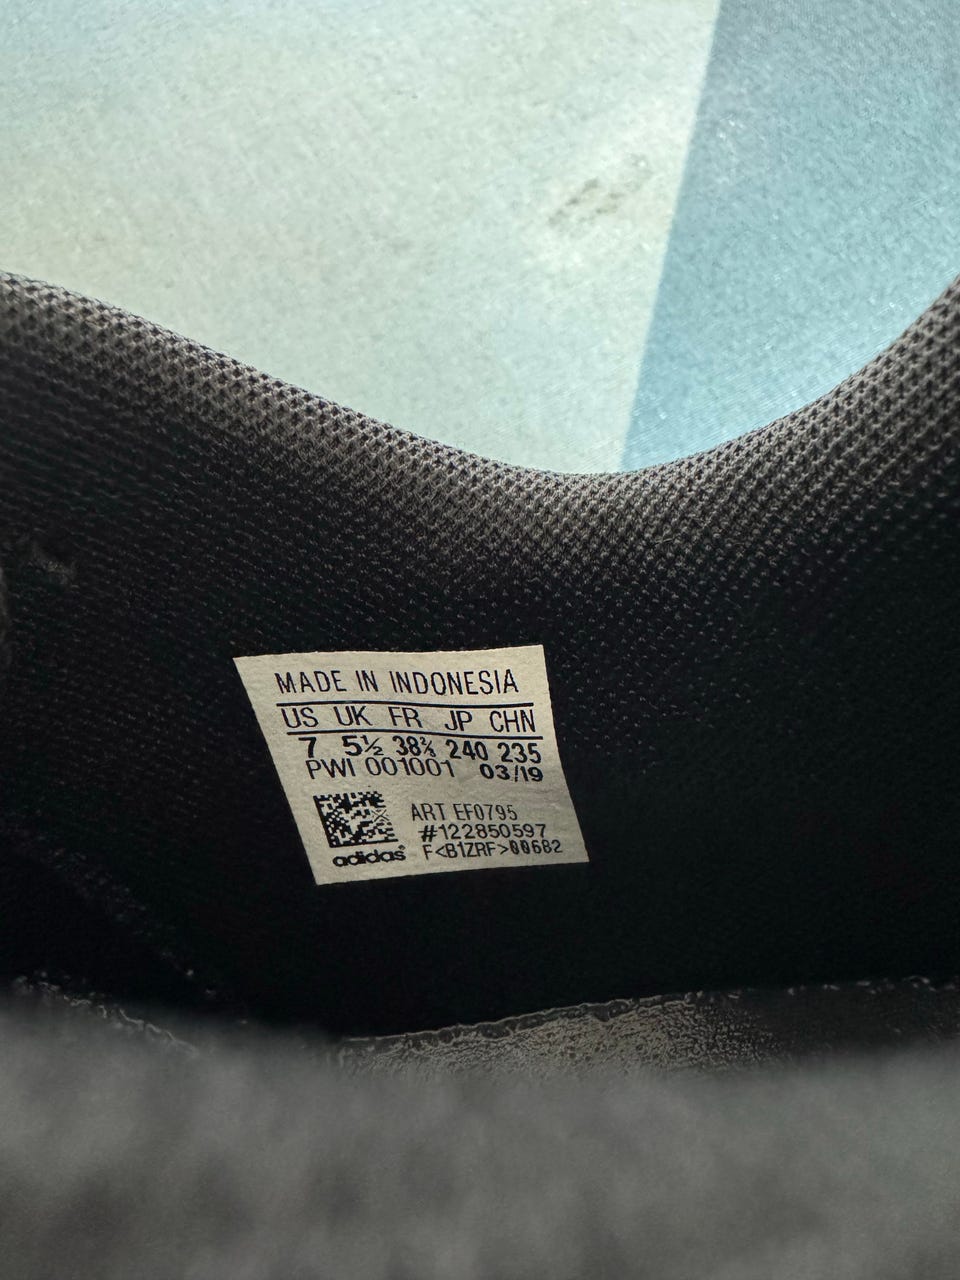 MADE IN INDONESIA
US UK FR JP CHN
7 5½ 38⅔ 240 235
PWI 001001 03/19
ART EF0795
#122850597
F<B1ZRF>00682
adidas®